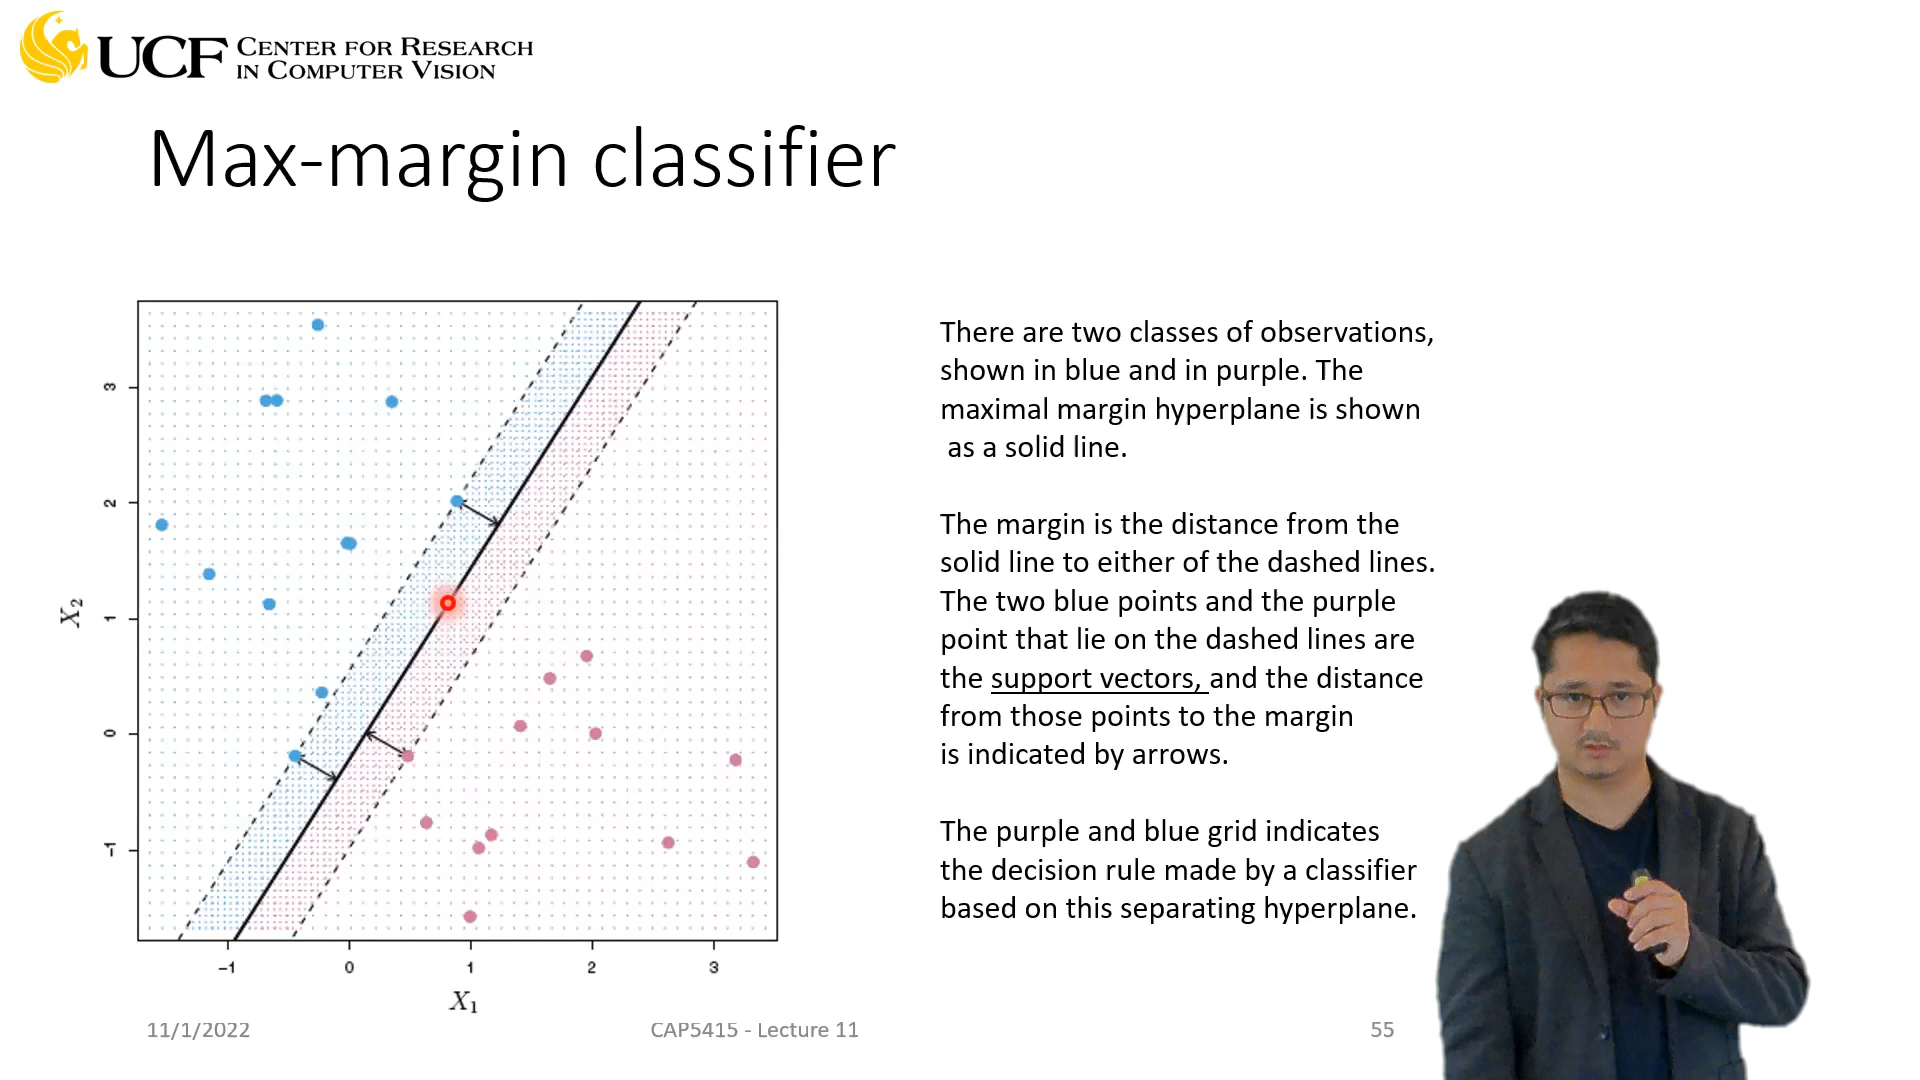 UCF CENTER FOR RESEARCH
IN COMPUTER VISION
Max-margin classifier
There are two classes of observations,
shown in blue and in purple. The
maximal margin hyperplane is shown
as a solid line.
The margin is the distance from the
solid line to either of the dashed lines.
The two blue points and the purple
point that lie on the dashed lines are
the support vectors, and the distance
from those points to the margin
is indicated by arrows.
The purple and blue grid indicates
the decision rule made by a classifier
based on this separating hyperplane.
3
2
1
0
-1
X₂
-1 0 1 2 3
X₁
11/1/2022 CAP5415 - Lecture 11 55